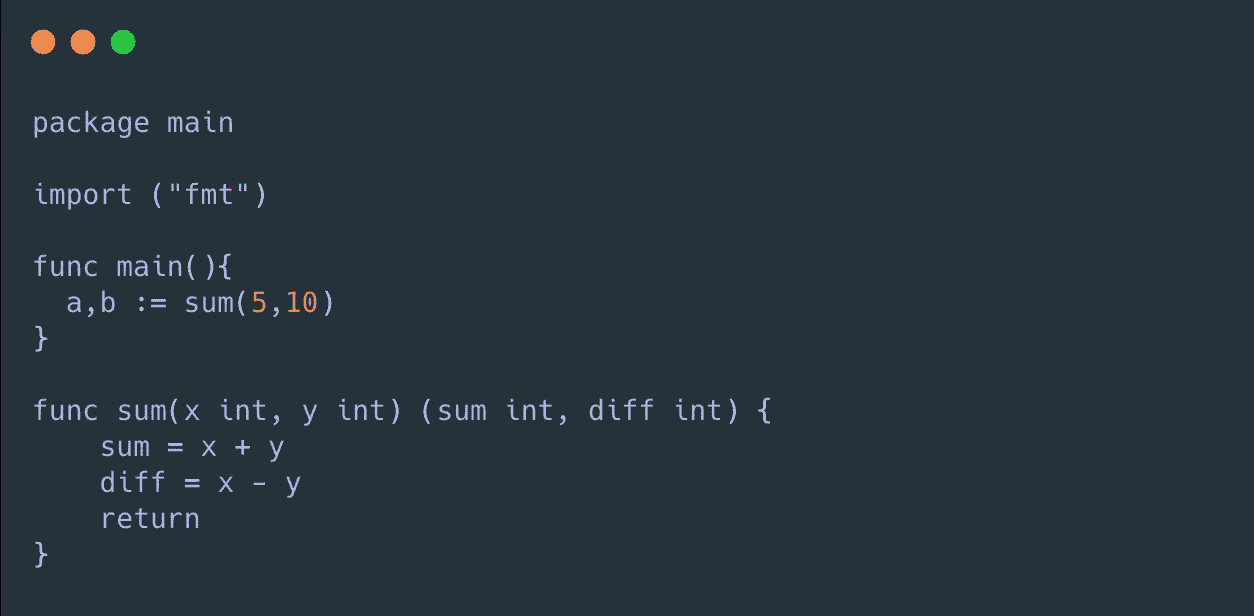 package main
import ("fmt")
func main(){
  a,b := sum(5,10)
}
func sum(x int, y int) (sum int, diff int) {
    sum = x + y
    diff = x - y
    return
}